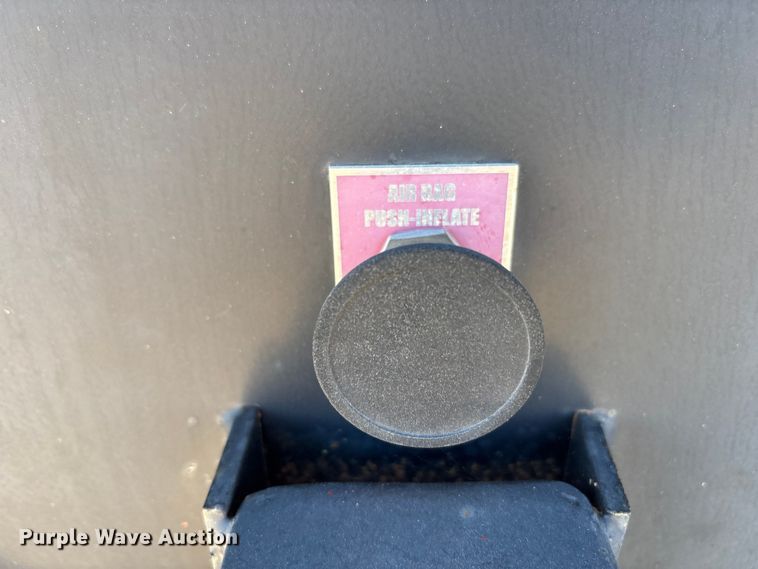 AIR BAG
PUSH-INFLATE
Purple Wave Auction